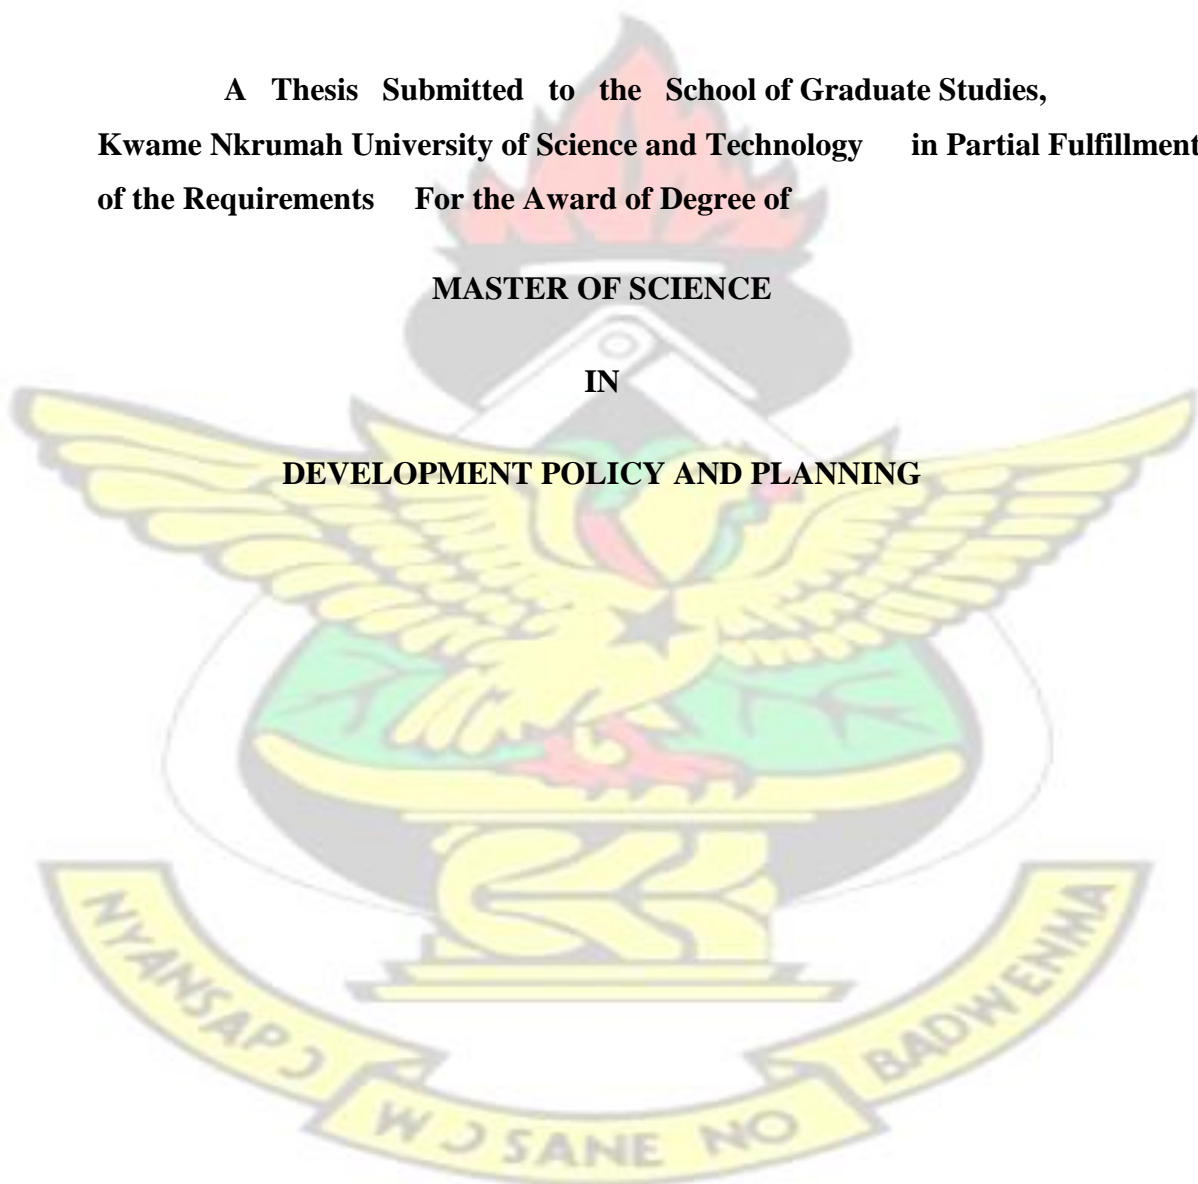 A Thesis Submitted to the School of Graduate Studies,
Kwame Nkrumah University of Science and Technology in Partial Fulfillment
of the Requirements For the Award of Degree of
MASTER OF SCIENCE
IN
DEVELOPMENT POLICY AND PLANNING
NYANSAPƆ
WƆSANE NO
BADWENMA